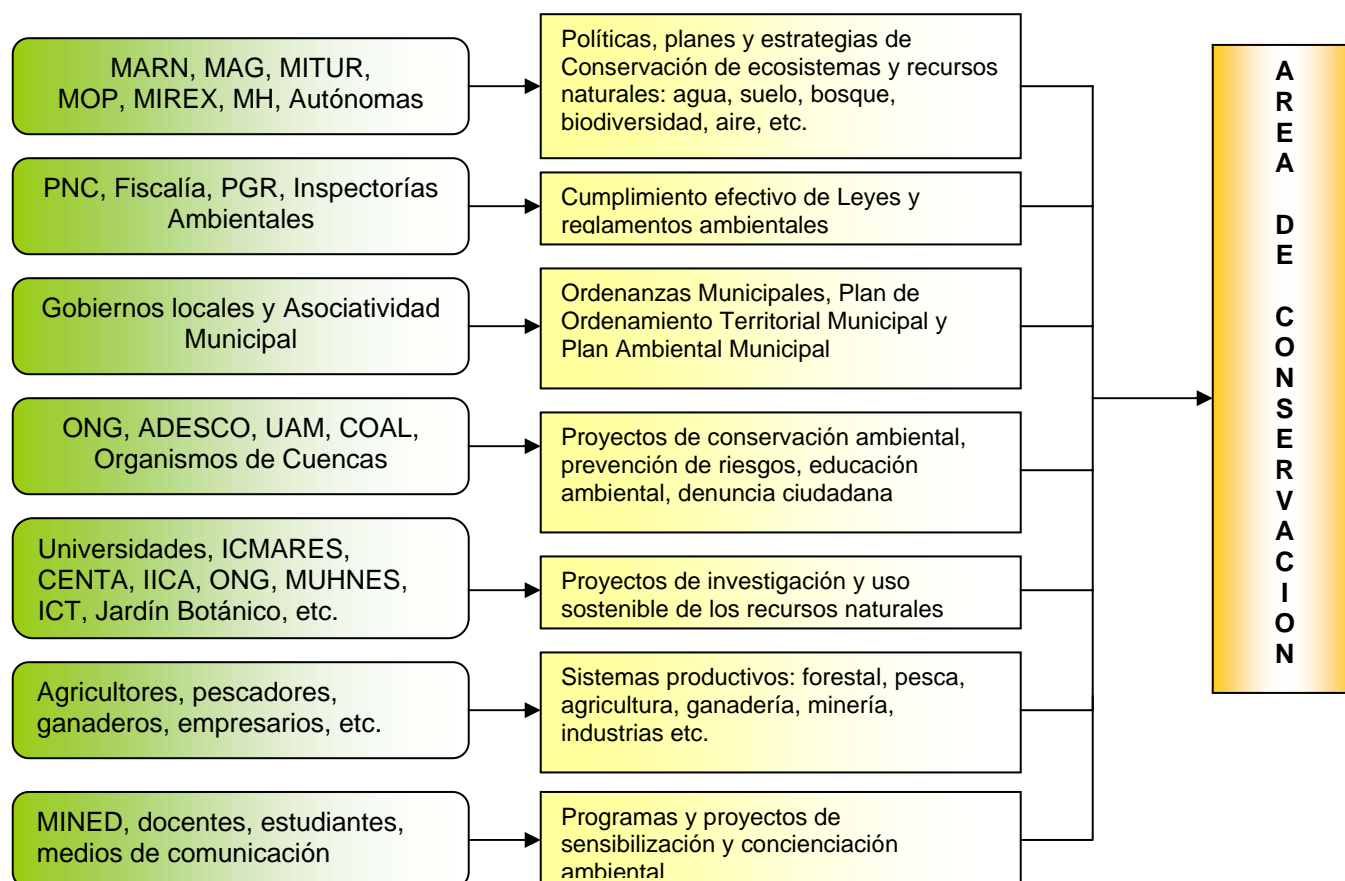 MARN, MAG, MITUR,
MOP, MIREX, MH, Autónomas
Políticas, planes y estrategias de
Conservación de ecosistemas y recursos
naturales: agua, suelo, bosque,
biodiversidad, aire, etc.
PNC, Fiscalía, PGR, Inspectorías
Ambientales
Cumplimiento efectivo de Leyes y
reglamentos ambientales
Gobiernos locales y Asociatividad
Municipal
Ordenanzas Municipales, Plan de
Ordenamiento Territorial Municipal y
Plan Ambiental Municipal
ONG, ADESCO, UAM, COAL,
Organismos de Cuencas
Proyectos de conservación ambiental,
prevención de riesgos, educación
ambiental, denuncia ciudadana
Universidades, ICMARES,
CENTA, IICA, ONG, MUHNES,
ICT, Jardín Botánico, etc.
Proyectos de investigación y uso
sostenible de los recursos naturales
Agricultores, pescadores,
ganaderos, empresarios, etc.
Sistemas productivos: forestal, pesca,
agricultura, ganadería, minería,
industrias etc.
MINED, docentes, estudiantes,
medios de comunicación
Programas y proyectos de
sensibilización y concienciación
ambiental
AREA DE CONSERVACION